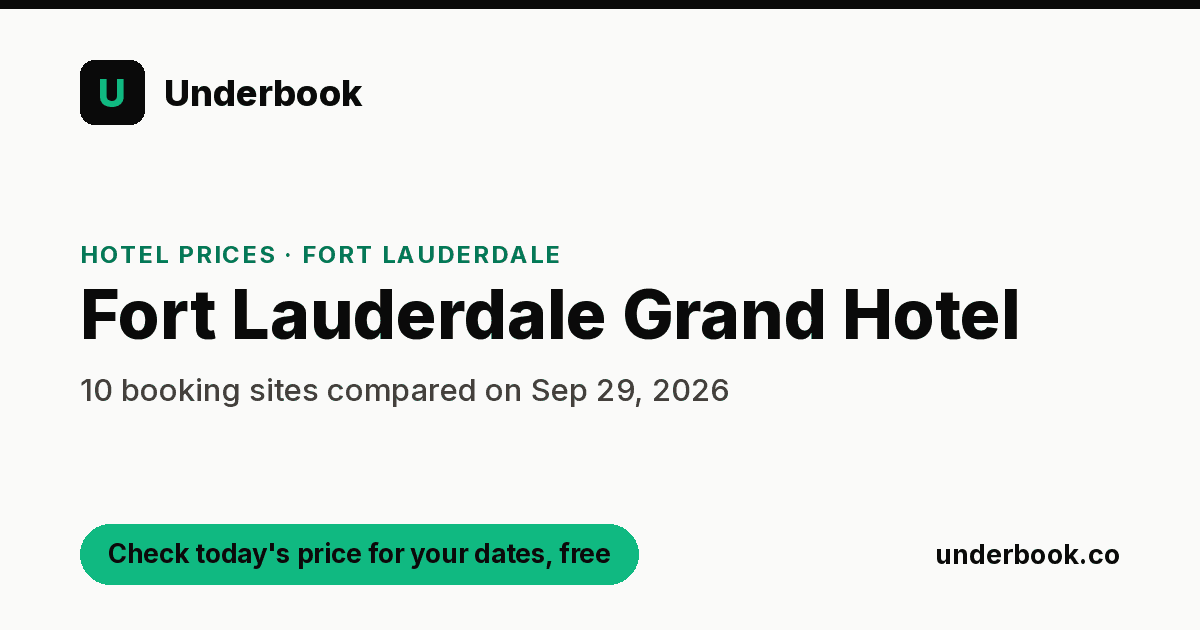 U Underbook
HOTEL PRICES · FORT LAUDERDALE
Fort Lauderdale Grand Hotel
10 booking sites compared on Sep 29, 2026
Check today's price for your dates, free
underbook.co